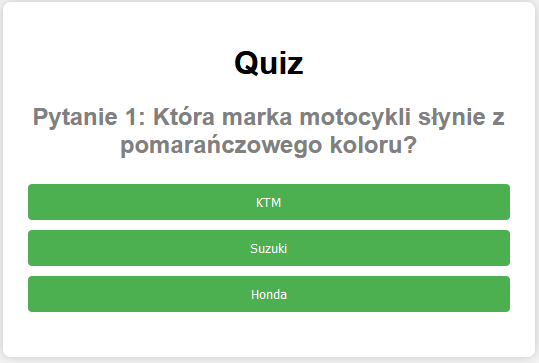 Quiz
Pytanie 1: Która marka motocykli słynie z
pomarańczowego koloru?
KTM
Suzuki
Honda